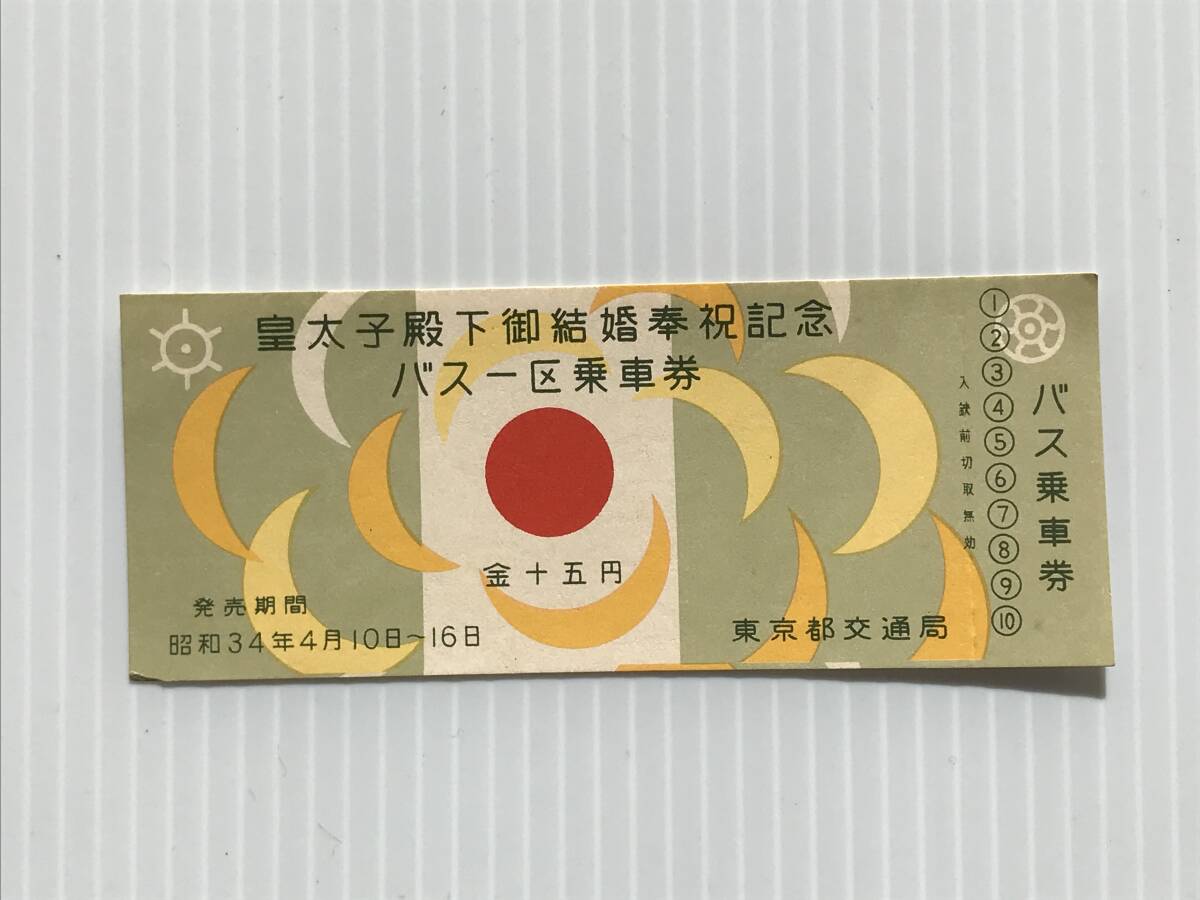 皇太子殿下御結婚奉祝記念
バス一区乗車券
金十五円
発売期間
昭和34年4月10日~16日
東京都交通局
入鋏前切取無効
①
②
③
④
⑤
⑥
⑦
⑧
⑨
⑩
バス乗車券